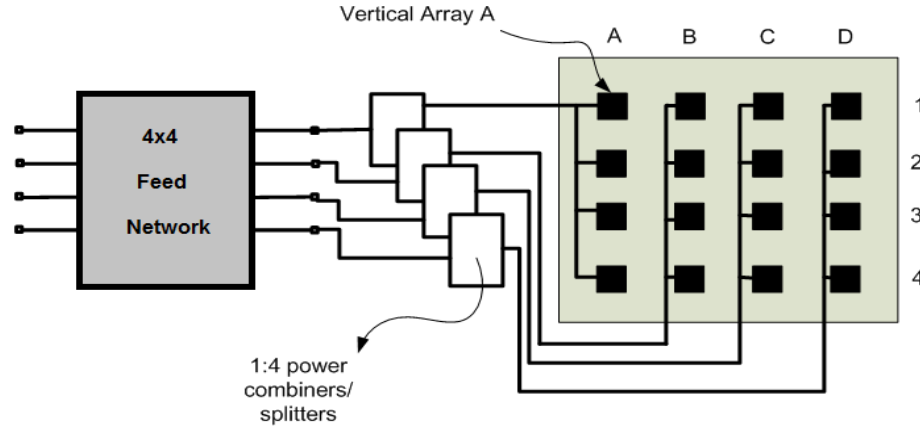 Vertical Array A
A B C D
4x4
Feed
Network
1
2
3
4
1:4 power
combiners/
splitters